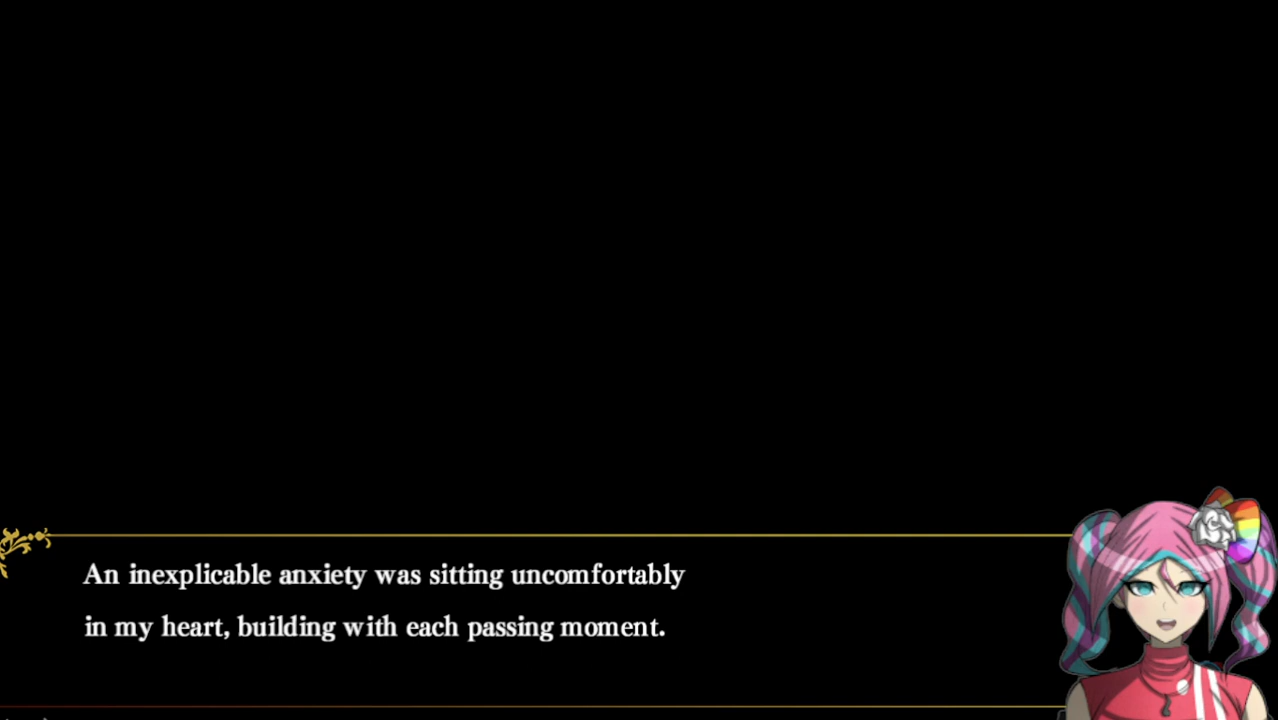 An inexplicable anxiety was sitting uncomfortably
in my heart, building with each passing moment.